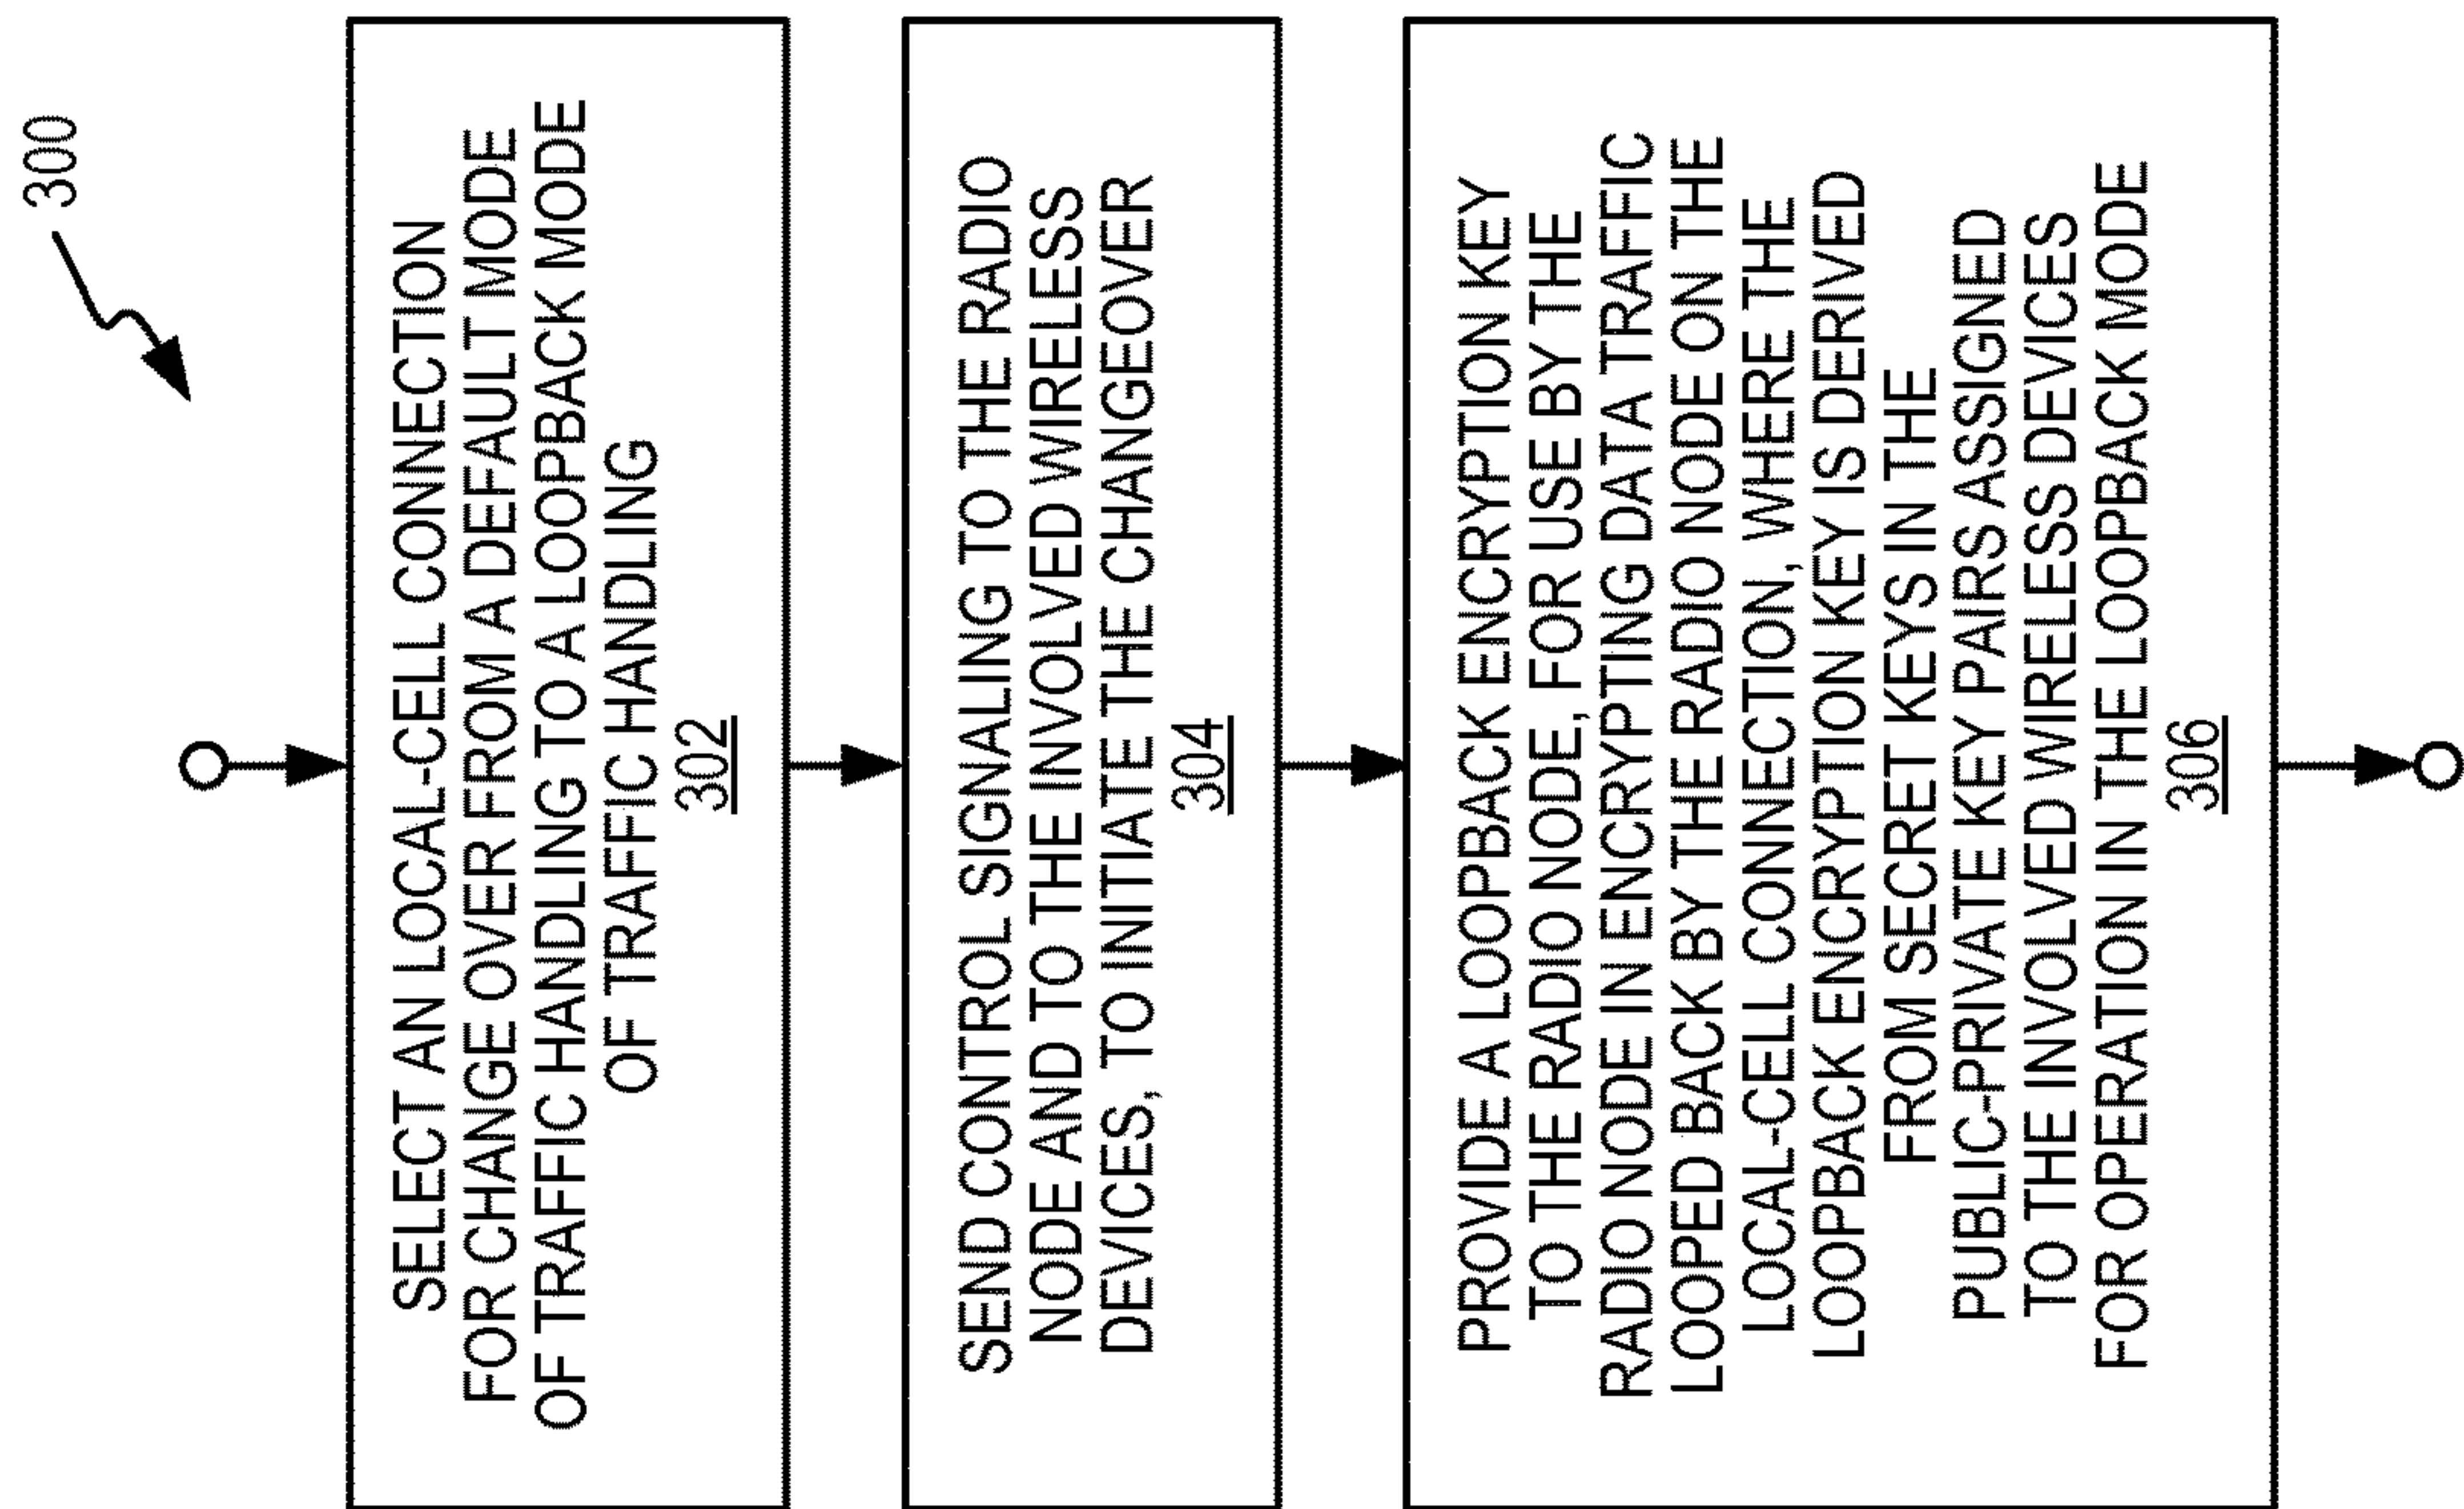 300
SELECT AN LOCAL-CELL CONNECTION
FOR CHANGE OVER FROM A DEFAULT MODE
OF TRAFFIC HANDLING TO A LOOPBACK MODE
OF TRAFFIC HANDLING
302
SEND CONTROL SIGNALING TO THE RADIO
NODE AND TO THE INVOLVED WIRELESS
DEVICES, TO INITIATE THE CHANGEOVER
304
PROVIDE A LOOPBACK ENCRYPTION KEY
TO THE RADIO NODE, FOR USE BY THE
RADIO NODE IN ENCRYPTING DATA TRAFFIC
LOOPED BACK BY THE RADIO NODE ON THE
LOCAL-CELL CONNECTION, WHERE THE
LOOPBACK ENCRYPTION KEY IS DERIVED
FROM SECRET KEYS IN THE
PUBLIC-PRIVATE KEY PAIRS ASSIGNED
TO THE INVOLVED WIRELESS DEVICES
FOR OPERATION IN THE LOOPBACK MODE
306